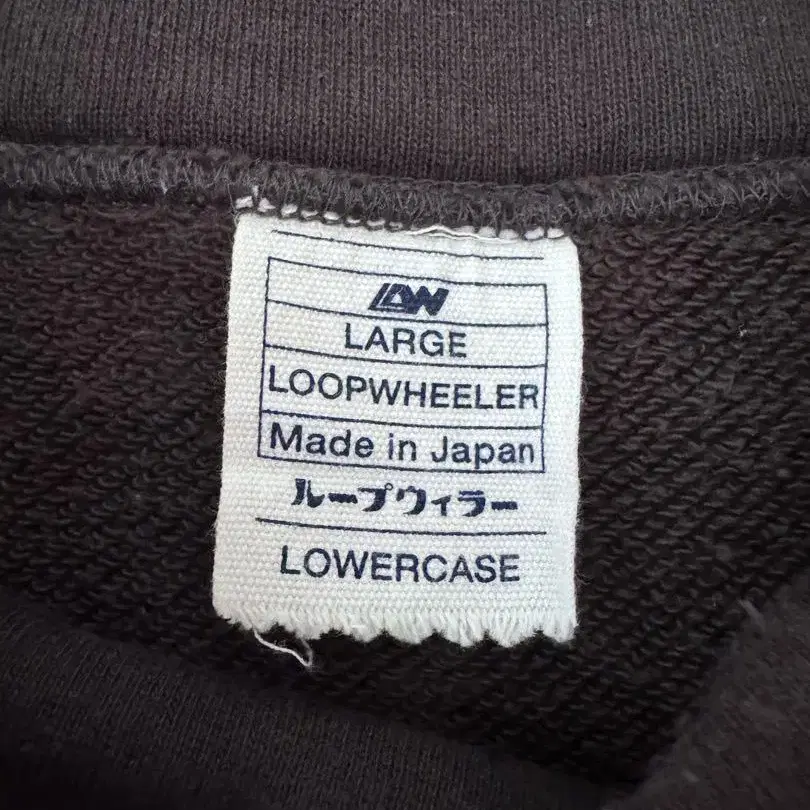 LW
LARGE
LOOPWHEELER
Made in Japan
ループウィラー
LOWERCASE